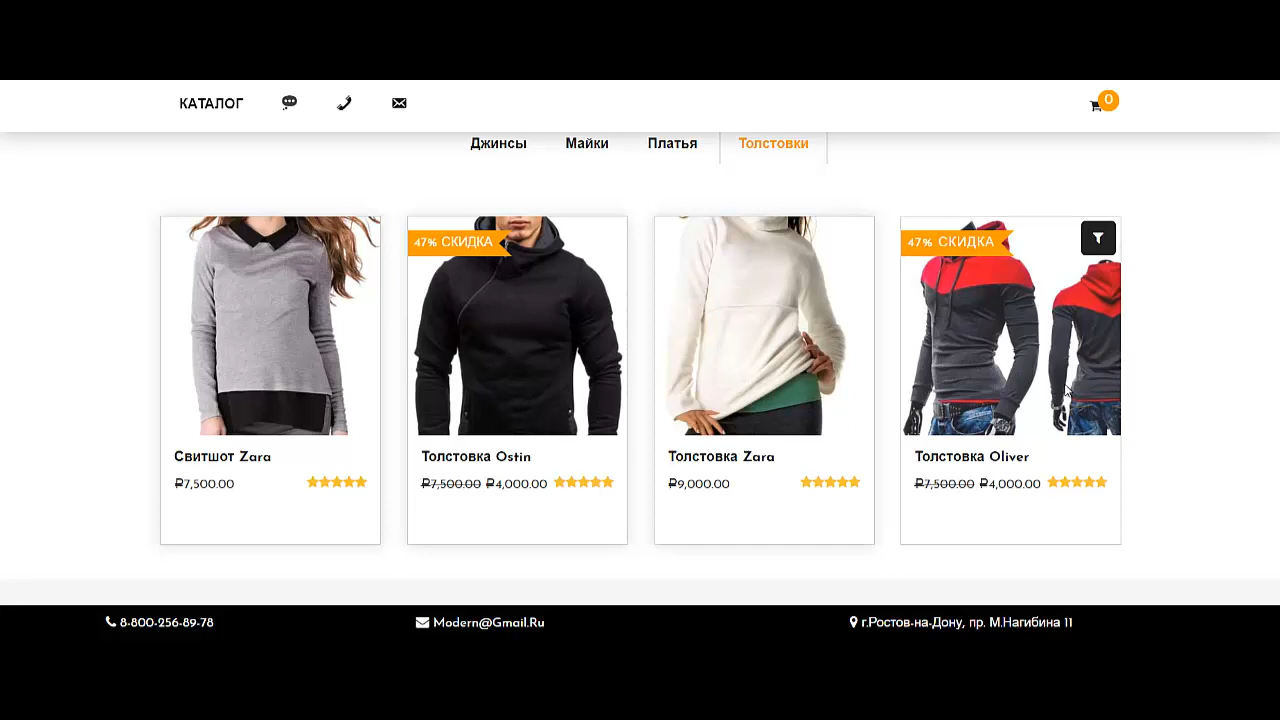 КАТАЛОГ 0
Джинсы Майки Платья Толстовки
47% СКИДКА 47% СКИДКА
Свитшот Zara Толстовка Ostin Толстовка Zara Толстовка Oliver
₽7,500.00 ₽7,500.00 ₽4,000.00 ₽9,000.00 ₽7,500.00 ₽4,000.00
8-800-256-89-78 Modern@Gmail.Ru г.Ростов-на-Дону, пр. М.Нагибина 11